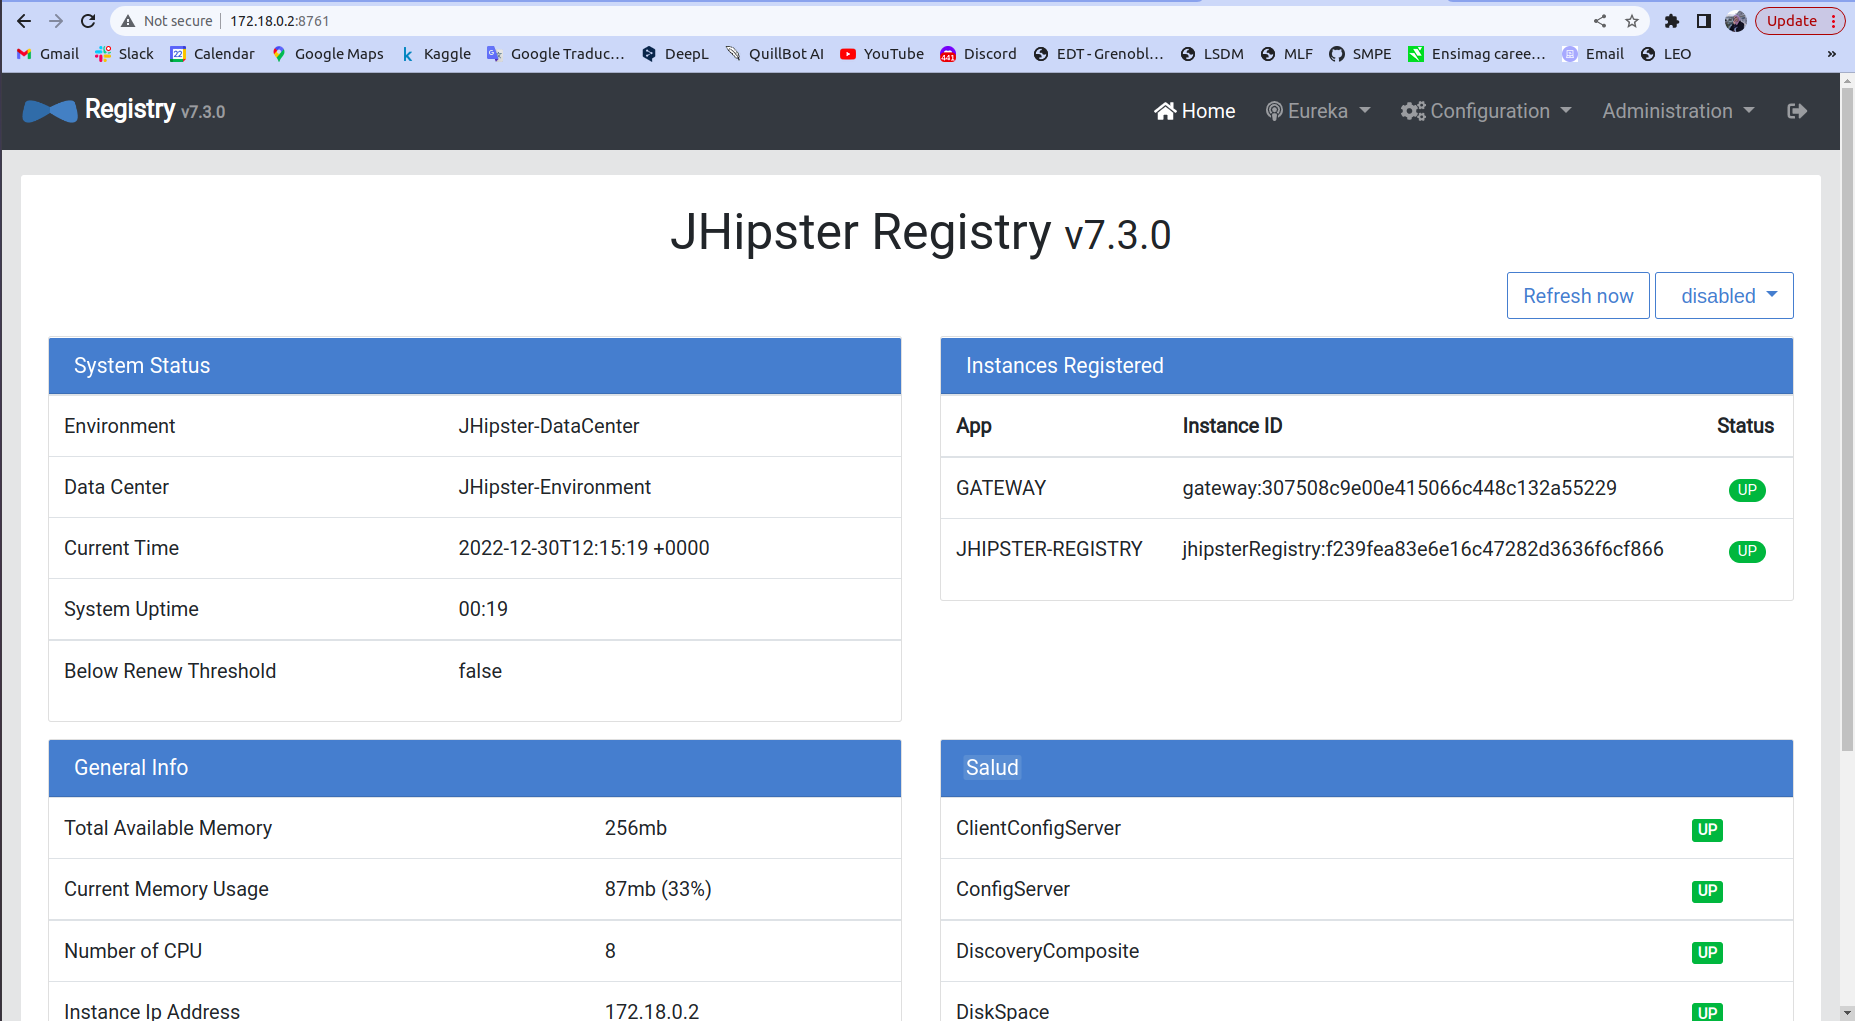 Not secure 172.18.0.2:8761 Update
Gmail Slack 22 Calendar Google Maps k Kaggle Google Traduc... DeepL QuillBot AI YouTube 441 Discord EDT - Grenobl... LSDM MLF SMPE Ensimag caree... Email LEO »
Registry v7.3.0 Home Eureka Configuration Administration
JHipster Registry v7.3.0
Refresh now disabled
System Status
Environment JHipster-DataCenter
Data Center JHipster-Environment
Current Time 2022-12-30T12:15:19 +0000
System Uptime 00:19
Below Renew Threshold false
Instances Registered
App Instance ID Status
GATEWAY gateway:307508c9e00e415066c448c132a55229 UP
JHIPSTER-REGISTRY jhipsterRegistry:f239fea83e6e16c47282d3636f6cf866 UP
General Info
Total Available Memory 256mb
Current Memory Usage 87mb (33%)
Number of CPU 8
Instance Ip Address 172.18.0.2
Salud
ClientConfigServer UP
ConfigServer UP
DiscoveryComposite UP
DiskSpace UP